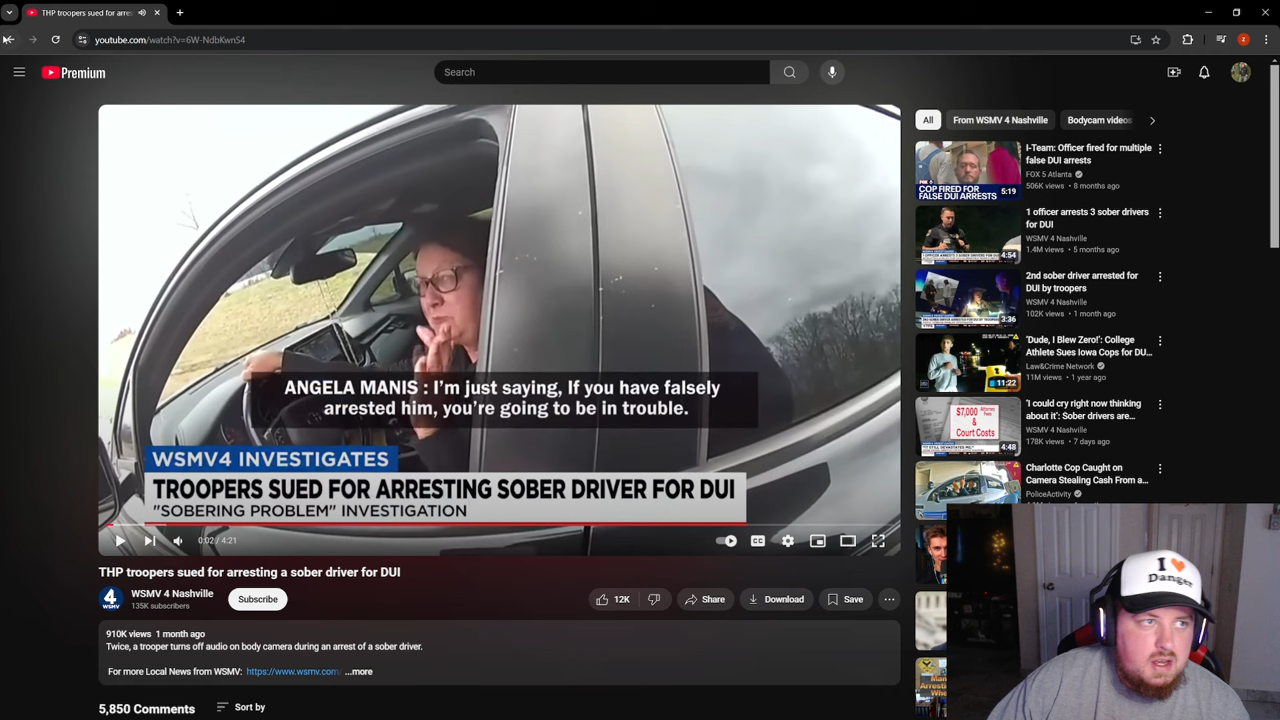 THP troopers sued for arres
youtube.com/watch?v=6W-NdbKwnS4
Premium
Search
ANGELA MANIS : I'm just saying, If you have falsely
arrested him, you're going to be in trouble.
WSMV4 INVESTIGATES
TROOPERS SUED FOR ARRESTING SOBER DRIVER FOR DUI
"SOBERING PROBLEM" INVESTIGATION
0:02 / 4:21
CC
THP troopers sued for arresting a sober driver for DUI
4
WSMV 4 Nashville
135K subscribers
Subscribe
12K
Share
Download
Save
910K views 1 month ago
Twice, a trooper turns off audio on body camera during an arrest of a sober driver.
For more Local News from WSMV: https://www.wsmv.com/ ...more
5,850 Comments
Sort by
All
From WSMV 4 Nashville
Bodycam videos
COP FIRED FOR
FALSE DUI ARRESTS
5:19
I-Team: Officer fired for multiple
false DUI arrests
FOX 5 Atlanta
506K views • 8 months ago
4:54
1 officer arrests 3 sober drivers
for DUI
WSMV 4 Nashville
1.4M views • 5 months ago
3:36
2nd sober driver arrested for DUI
by troopers
WSMV 4 Nashville
102K views • 1 month ago
11:22
'Dude, I Blew Zero!': College
Athlete Sues Iowa Cops for DU...
Law&Crime Network
11M views • 1 year ago
$7,000
Attorney
Fees
&
Court Costs
4:48
'I could cry right now thinking
about it': Sober drivers are...
WSMV 4 Nashville
178K views • 7 days ago
Charlotte Cop Caught on
Camera Stealing Cash From a
PoliceActivity
I
Danger